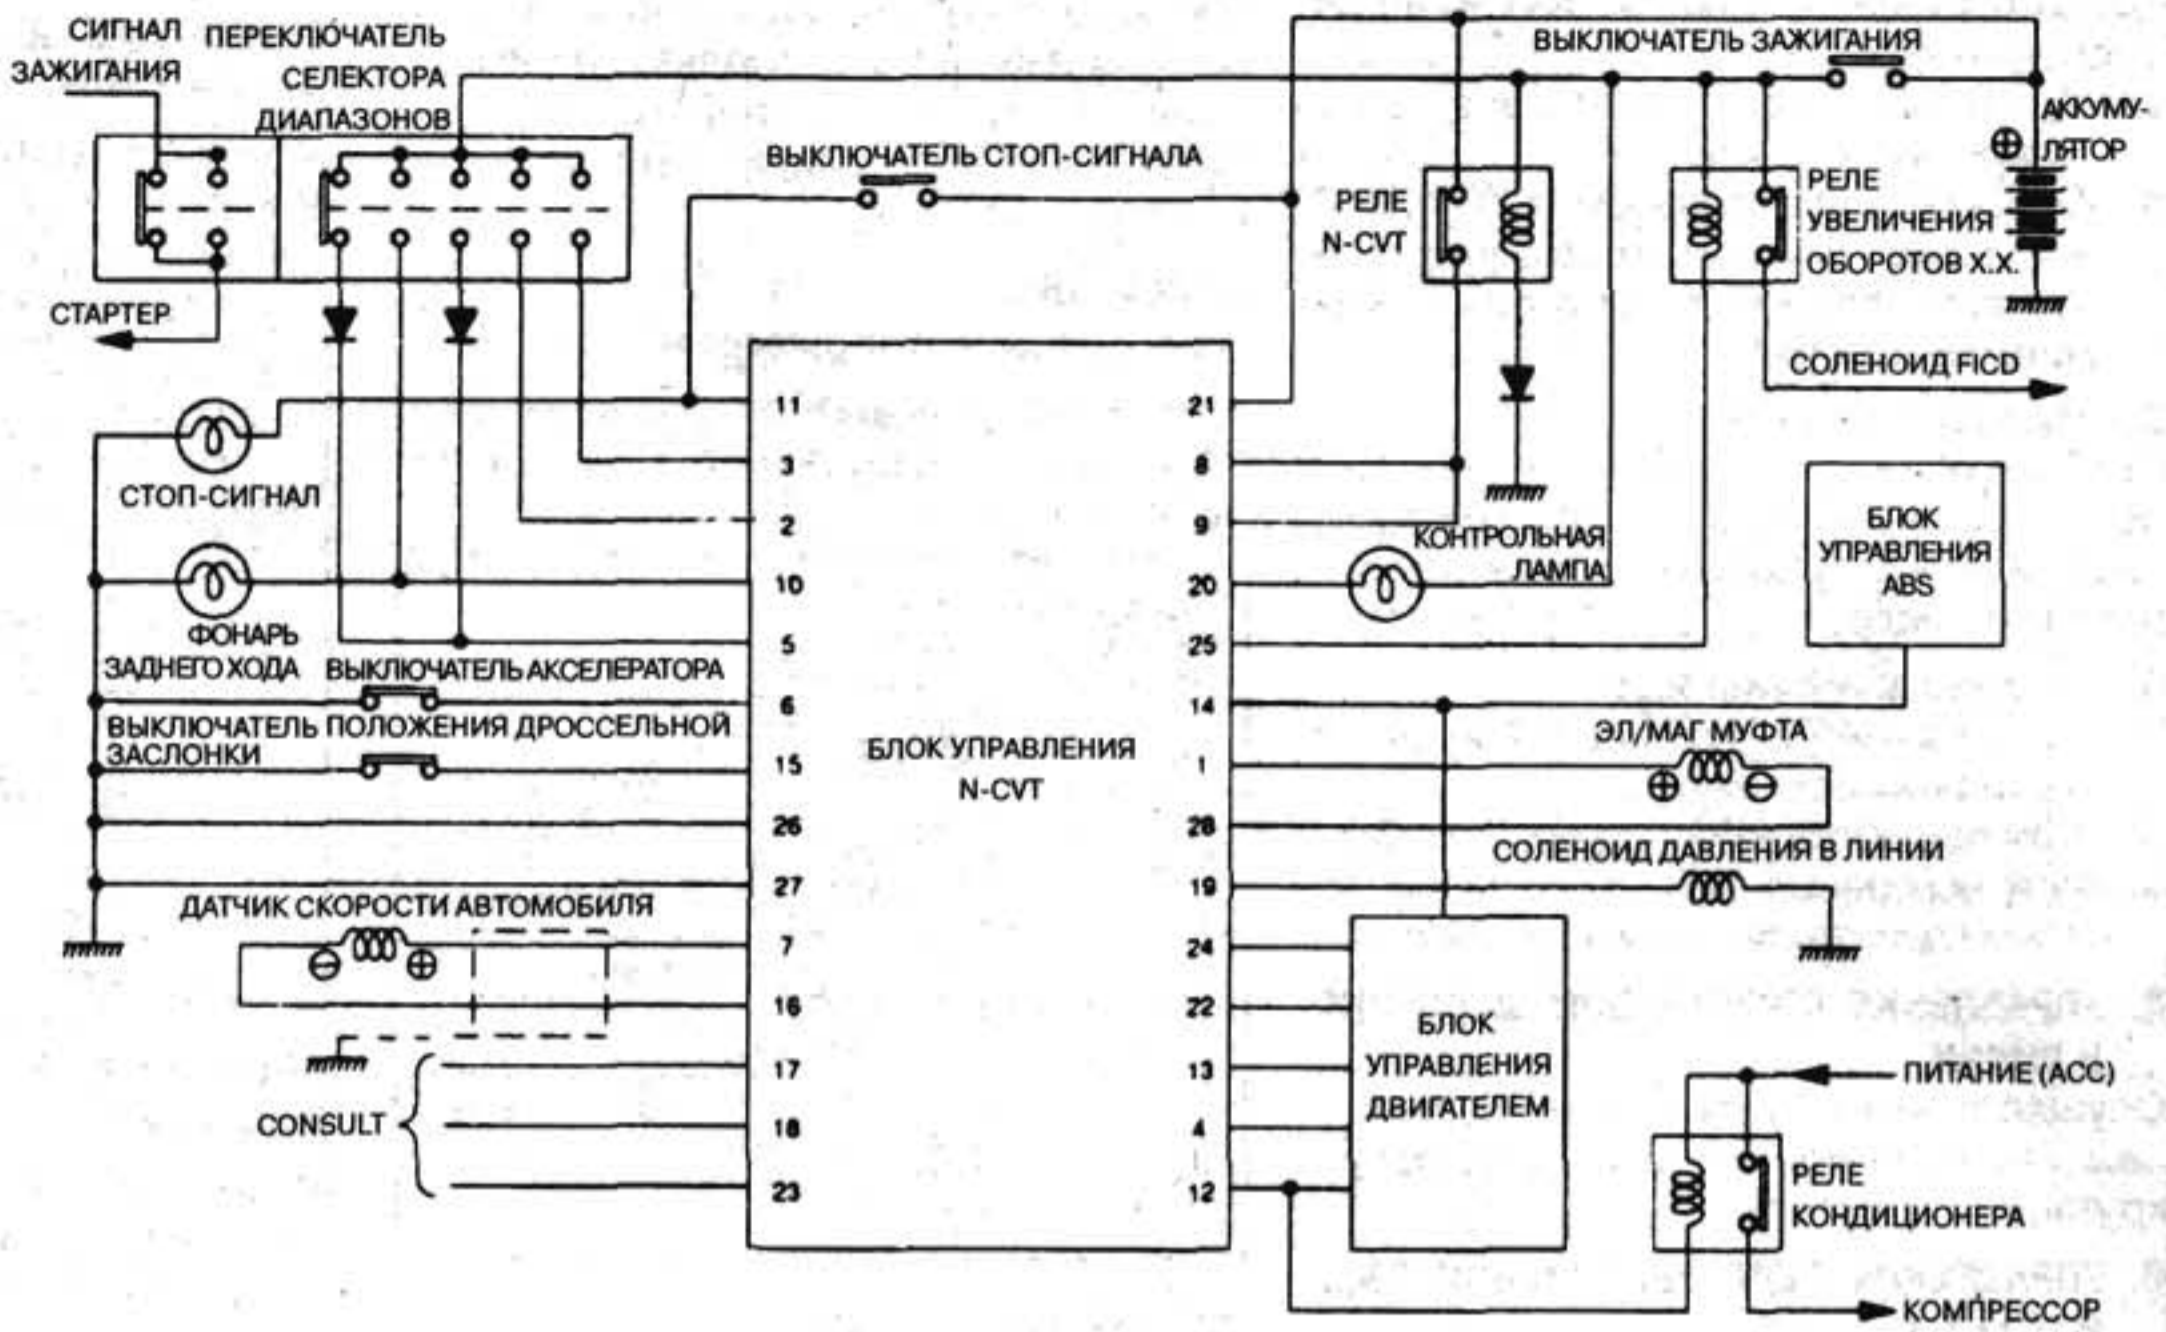 СИГНАЛ
ЗАЖИГАНИЯ
ПЕРЕКЛЮЧАТЕЛЬ
СЕЛЕКТОРА
ДИАПАЗОНОВ
СТАРТЕР
ВЫКЛЮЧАТЕЛЬ СТОП-СИГНАЛА
ВЫКЛЮЧАТЕЛЬ ЗАЖИГАНИЯ
АККУМУ-
ЛЯТОР
РЕЛЕ
N-CVT
РЕЛЕ
УВЕЛИЧЕНИЯ
ОБОРОТОВ Х.Х.
СОЛЕНОИД FICD
СТОП-СИГНАЛ
ФОНАРЬ
ЗАДНЕГО ХОДА
ВЫКЛЮЧАТЕЛЬ АКСЕЛЕРАТОРА
ВЫКЛЮЧАТЕЛЬ ПОЛОЖЕНИЯ ДРОССЕЛЬНОЙ
ЗАСЛОНКИ
ДАТЧИК СКОРОСТИ АВТОМОБИЛЯ
CONSULT
11
3
2
10
5
6
15
26
27
7
16
17
18
23
БЛОК УПРАВЛЕНИЯ
N-CVT
21
8
9
20
25
14
1
28
19
24
22
13
4
12
КОНТРОЛЬНАЯ
ЛАМПА
БЛОК
УПРАВЛЕНИЯ
ABS
ЭЛ/МАГ МУФТА
СОЛЕНОИД ДАВЛЕНИЯ В ЛИНИИ
БЛОК
УПРАВЛЕНИЯ
ДВИГАТЕЛЕМ
ПИТАНИЕ (АСС)
РЕЛЕ
КОНДИЦИОНЕРА
КОМПРЕССОР